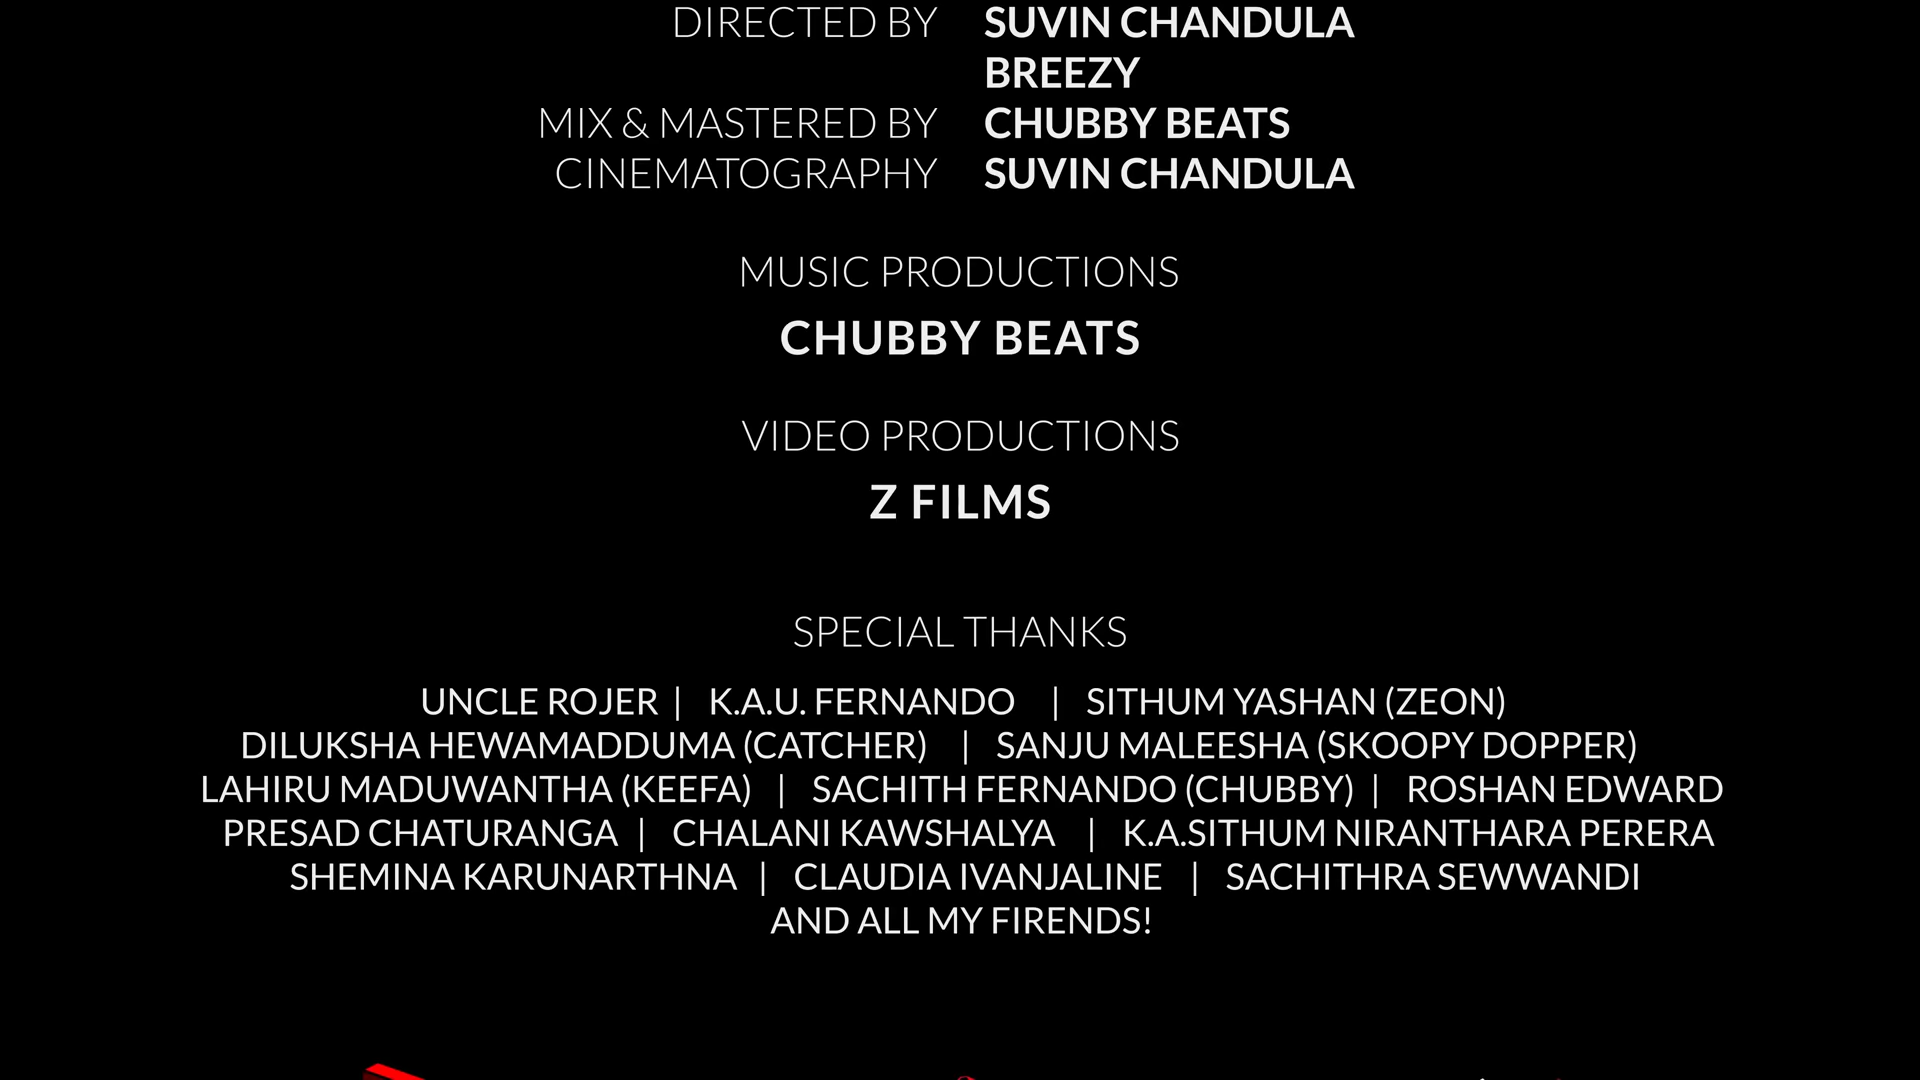 DIRECTED BY SUVIN CHANDULA
BREEZY
MIX & MASTERED BY CHUBBY BEATS
CINEMATOGRAPHY SUVIN CHANDULA
MUSIC PRODUCTIONS
CHUBBY BEATS
VIDEO PRODUCTIONS
Z FILMS
SPECIAL THANKS
UNCLE ROJER | K.A.U. FERNANDO | SITHUM YASHAN (ZEON)
DILUKSHA HEWAMADDUMA (CATCHER) | SANJU MALEESHA (SKOOPY DOPPER)
LAHIRU MADUWANTHA (KEEFA) | SACHITH FERNANDO (CHUBBY) | ROSHAN EDWARD
PRESAD CHATURANGA | CHALANI KAWSHALYA | K.A.SITHUM NIRANTHARA PERERA
SHEMINA KARUNARTHNA | CLAUDIA IVANJALINE | SACHITHRA SEWWANDI
AND ALL MY FIRENDS!